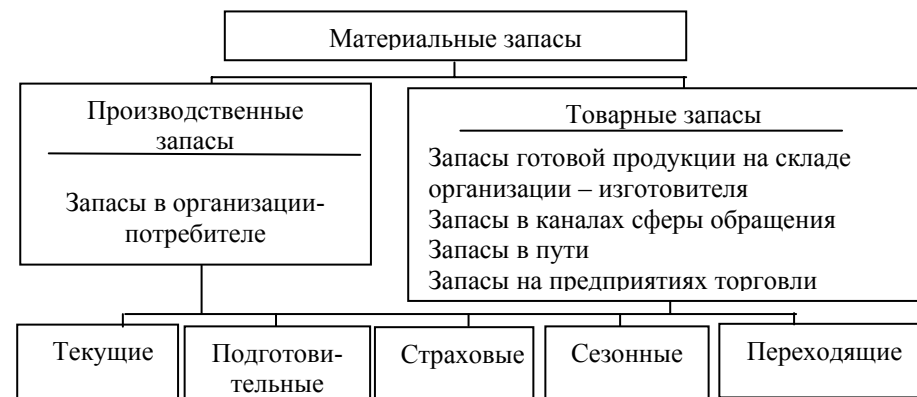 Материальные запасы
Производственные
запасы
Запасы в организации-
потребителе
Товарные запасы
Запасы готовой продукции на складе
организации – изготовителя
Запасы в каналах сферы обращения
Запасы в пути
Запасы на предприятиях торговли
Текущие
Подготови-
тельные
Страховые
Сезонные
Переходящие